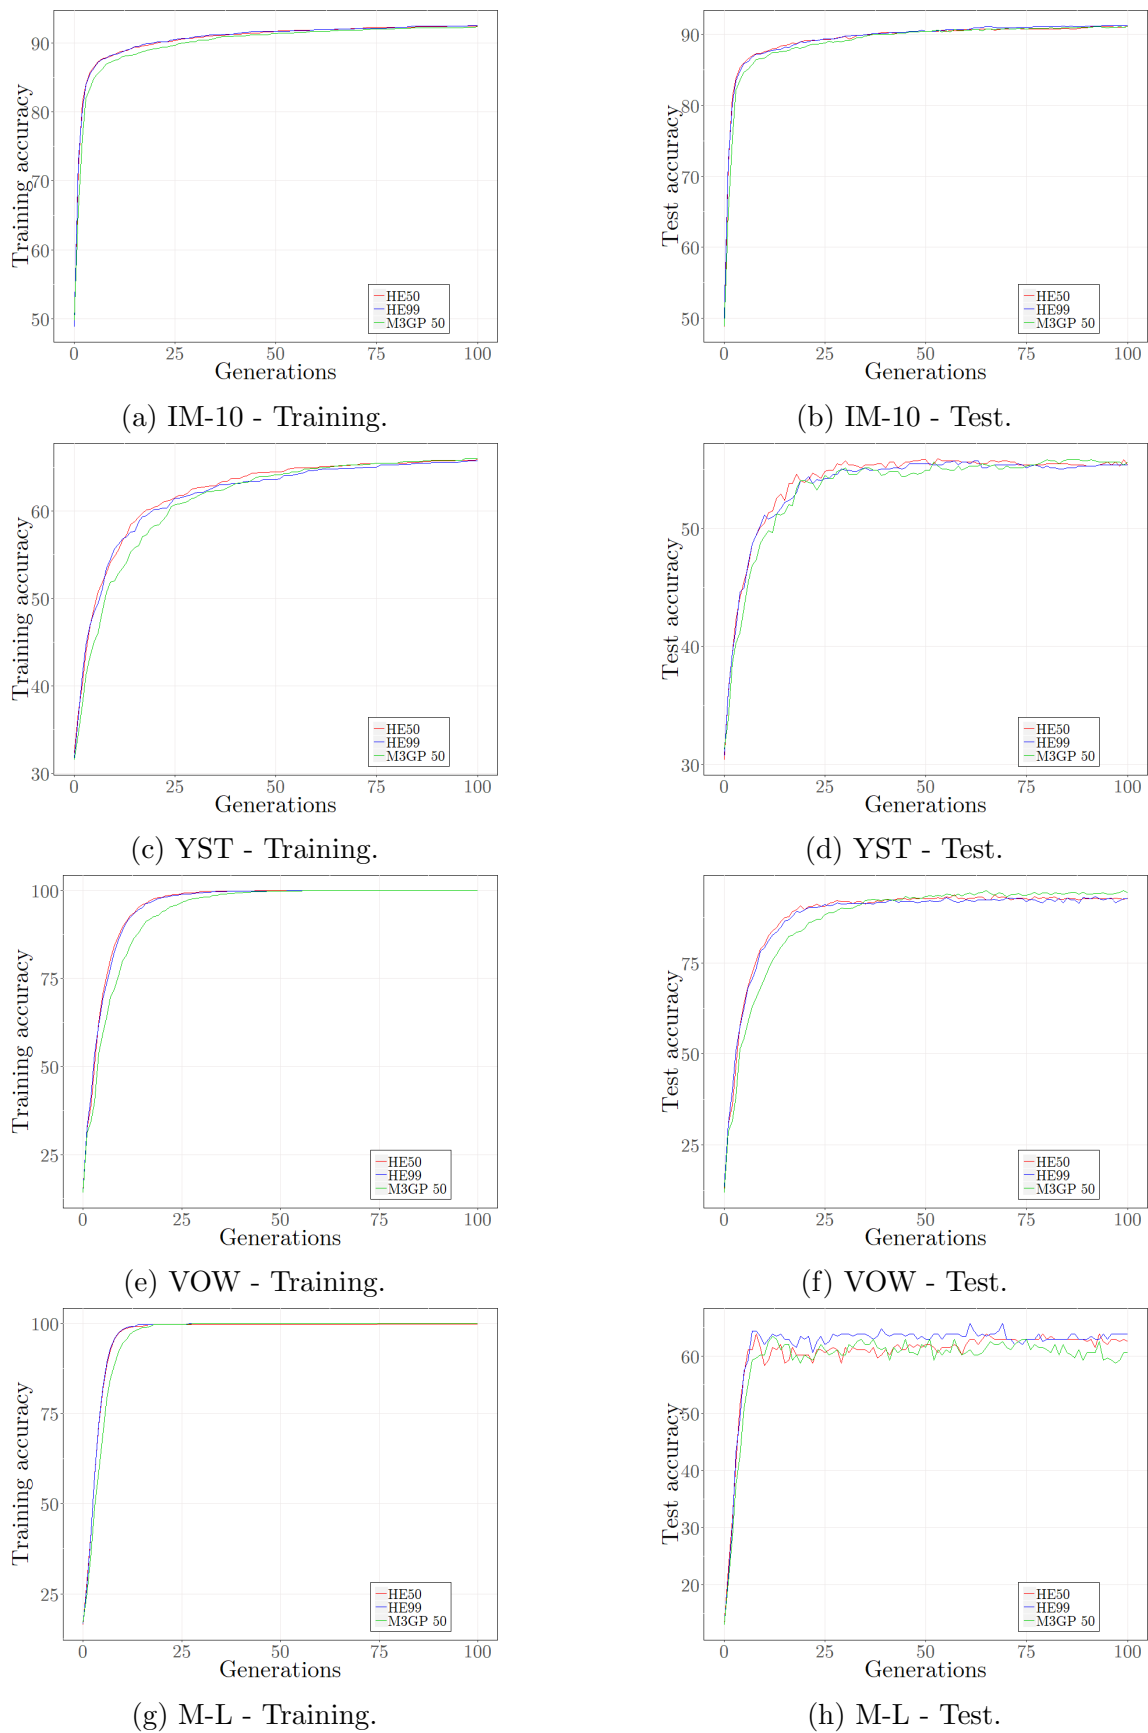 Training accuracy
90
80
70
60
50
0 25 50 75 100
Generations
HE50
HE99
M3GP 50
(a) IM-10 - Training.
Test accuracy
90
80
70
60
50
0 25 50 75 100
Generations
HE50
HE99
M3GP 50
(b) IM-10 - Test.
Training accuracy
60
50
40
30
0 25 50 75 100
Generations
HE50
HE99
M3GP 50
(c) YST - Training.
Test accuracy
50
40
30
0 25 50 75 100
Generations
HE50
HE99
M3GP 50
(d) YST - Test.
Training accuracy
100
75
50
25
0 25 50 75 100
Generations
HE50
HE99
M3GP 50
(e) VOW - Training.
Test accuracy
75
50
25
0 25 50 75 100
Generations
HE50
HE99
M3GP 50
(f) VOW - Test.
Training accuracy
100
75
50
25
0 25 50 75 100
Generations
HE50
HE99
M3GP 50
(g) M-L - Training.
Test accuracy
60
50
40
30
20
0 25 50 75 100
Generations
HE50
HE99
M3GP 50
(h) M-L - Test.